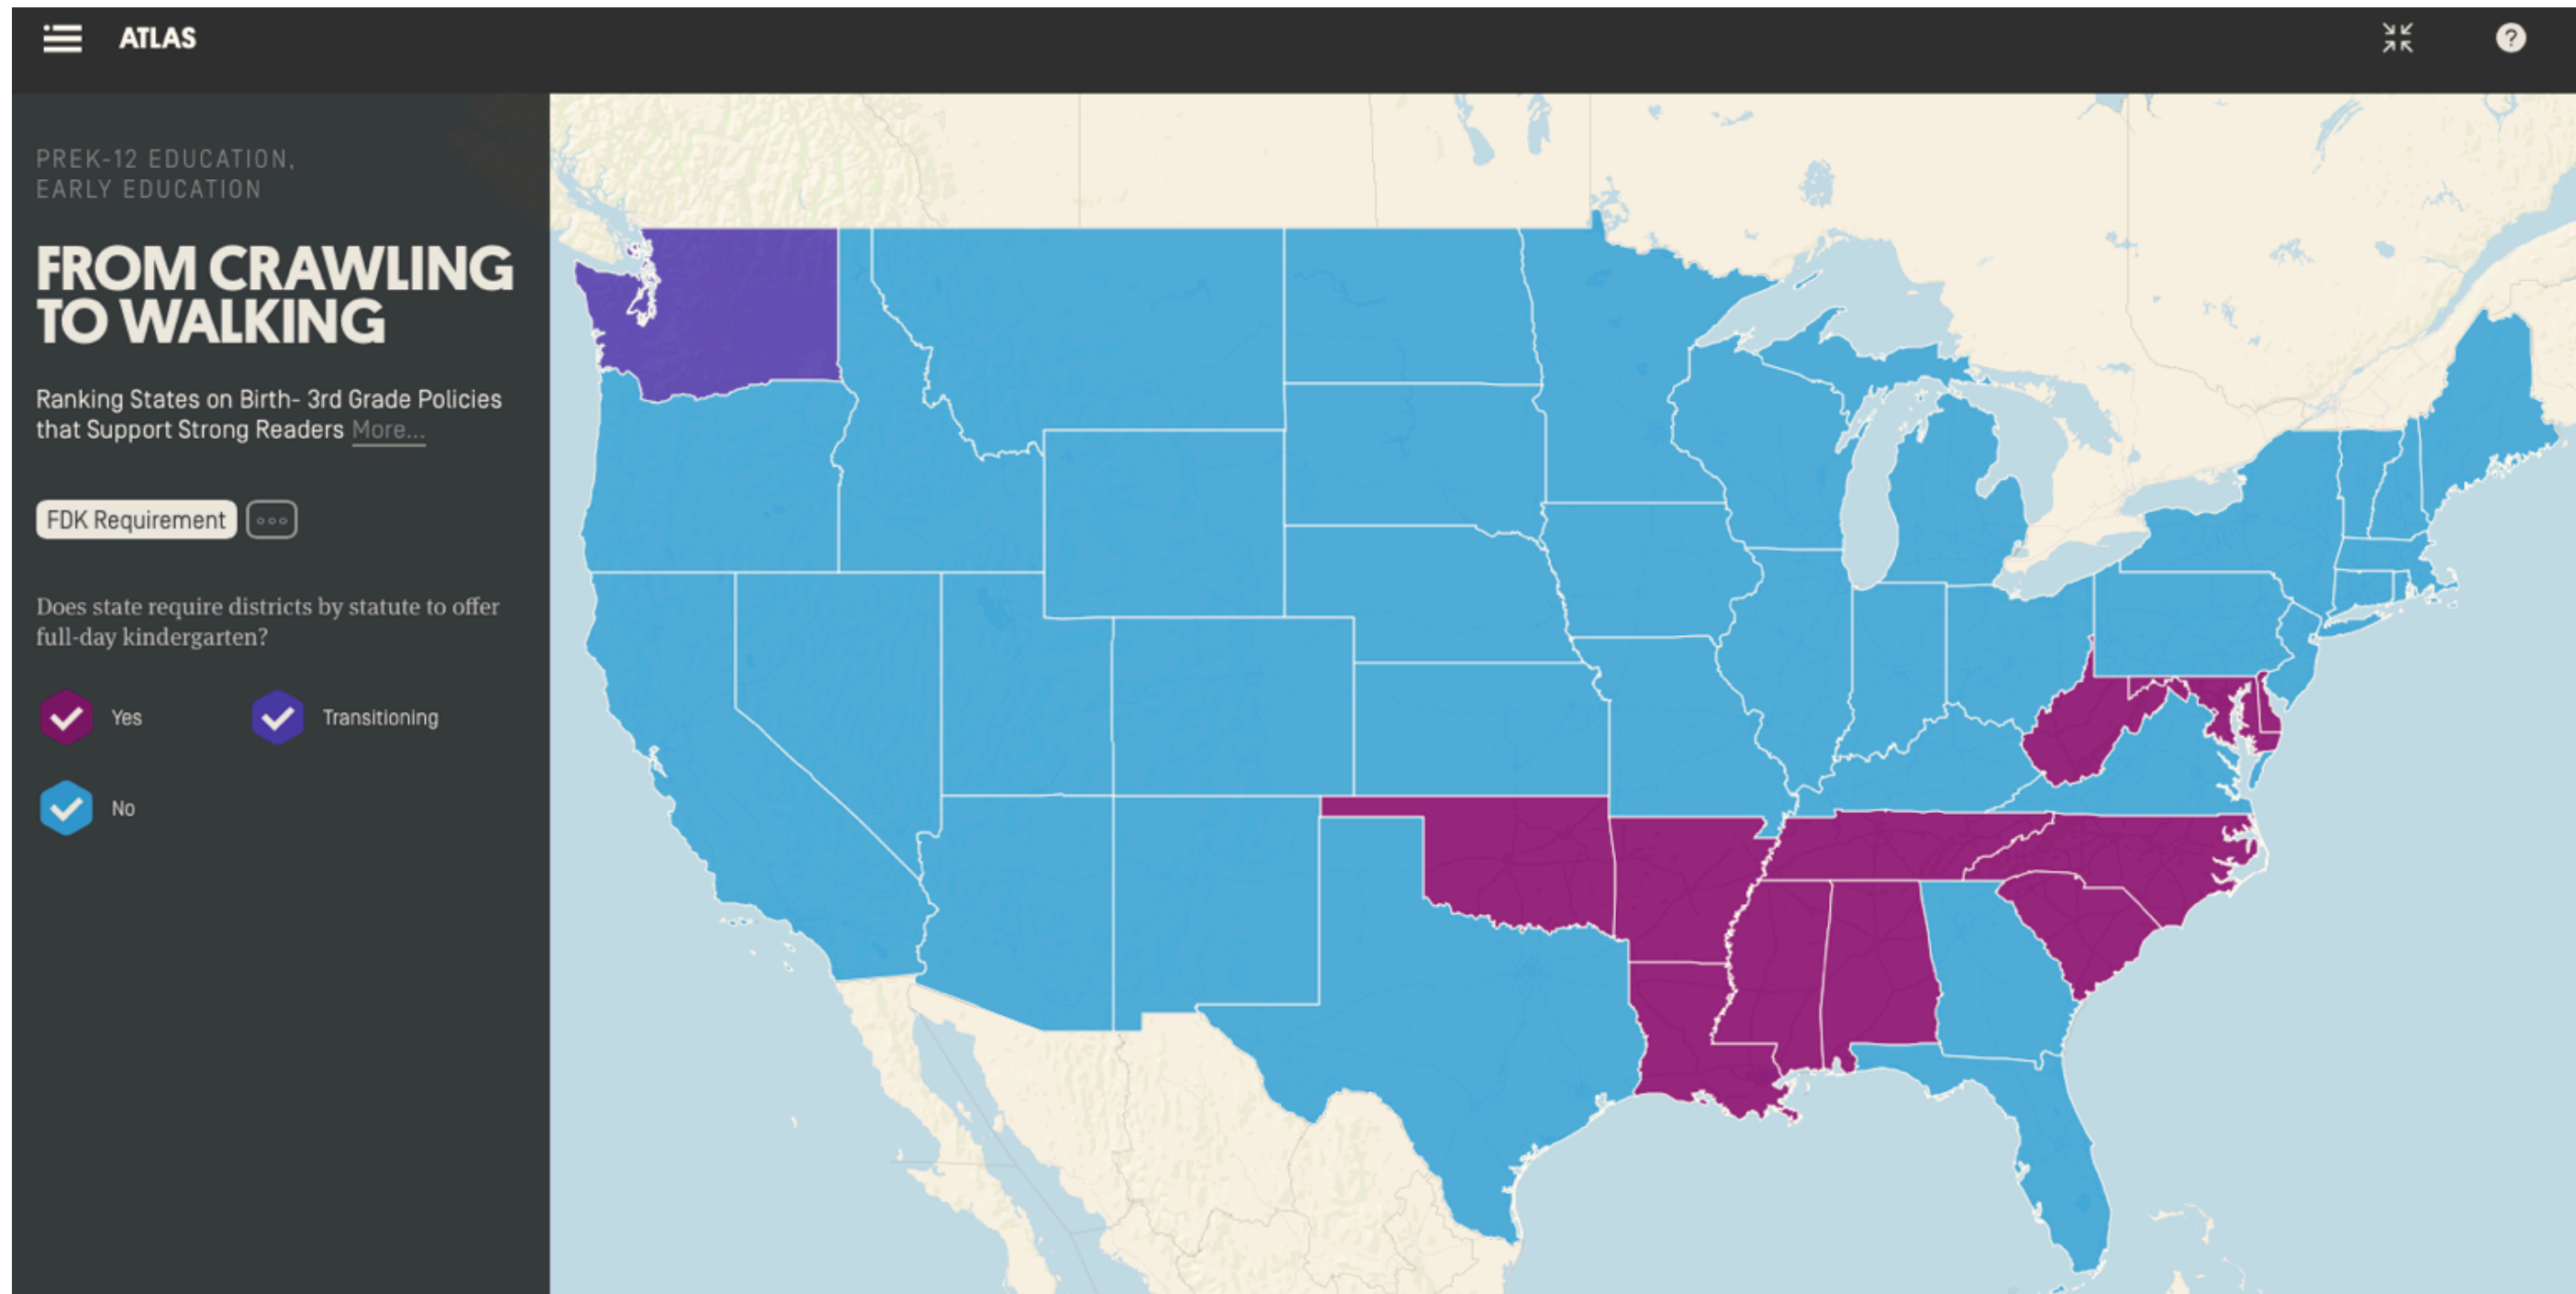 ATLAS
?
PREK-12 EDUCATION,
EARLY EDUCATION
FROM CRAWLING
TO WALKING
Ranking States on Birth- 3rd Grade Policies
that Support Strong Readers More...
FDK Requirement
Does state require districts by statute to offer
full-day kindergarten?
Yes
Transitioning
No